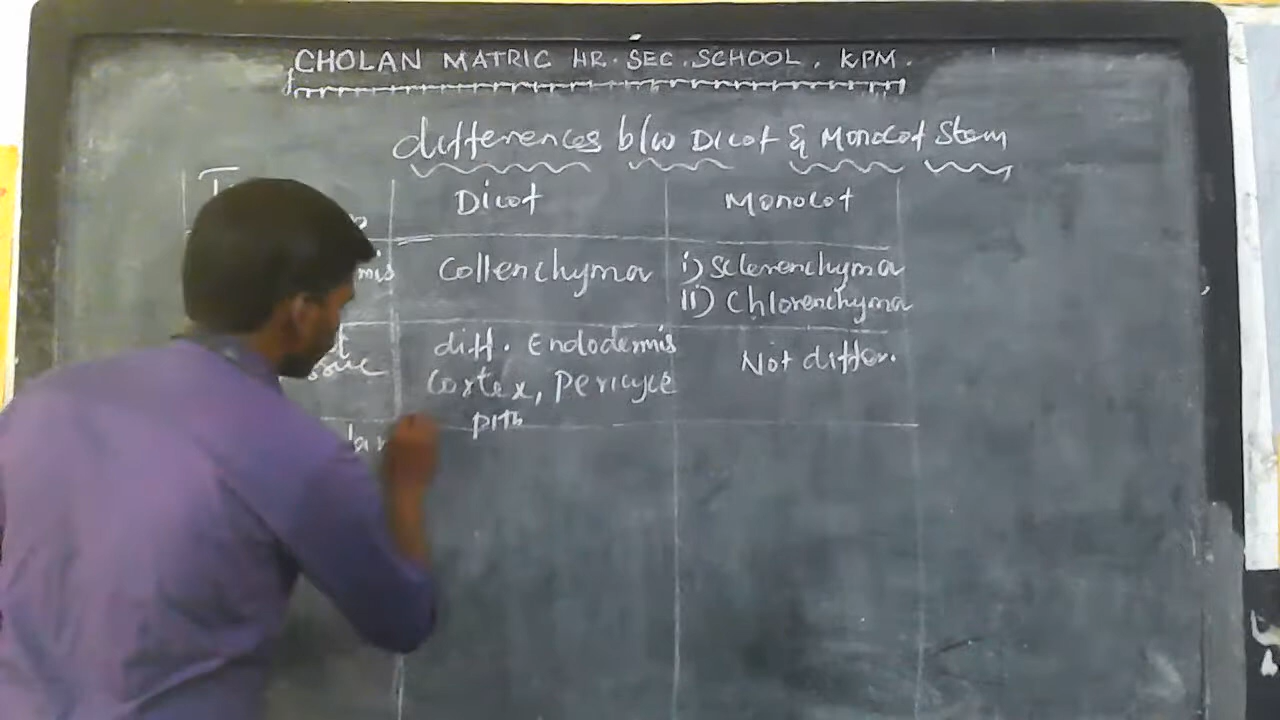 CHOLAN MATRIC HR. SEC. SCHOOL, KPM.
differences b/w Dicot & Monocot Stem
Dicot
Monocot
Collenchyma
i) Sclerenchyma
ii) Chlorenchyma
diff. Endodermis
Cortex, Pericycle
pith
Not differ.